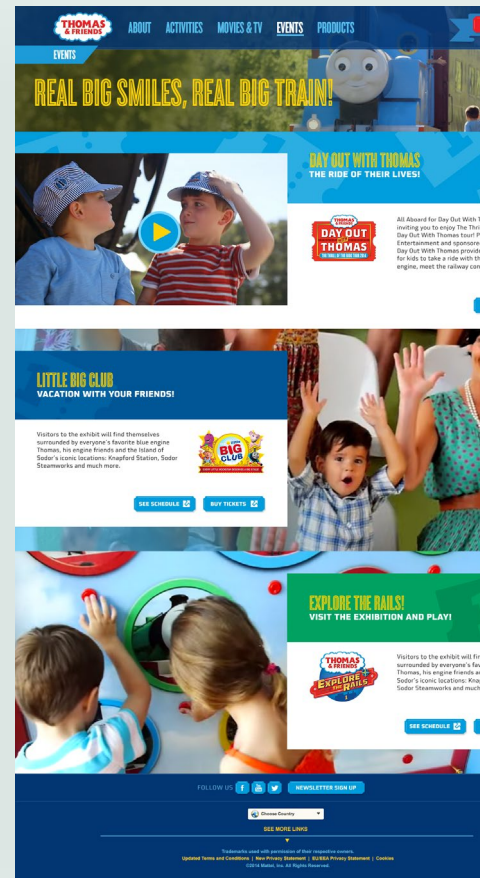 THOMAS
& FRIENDS
ABOUT ACTIVITIES MOVIES & TV EVENTS PRODUCTS
EVENTS
REAL BIG SMILES, REAL BIG TRAIN!
DAY OUT WITH THOMAS
THE RIDE OF THEIR LIVES!
THOMAS
DAY OUT
WITH
THOMAS
All Aboard for Day Out With T
inviting you to enjoy The Thri
Day Out With Thomas tour! P
Entertainment and sponsore
Day Out With Thomas provide
for kids to take a ride with th
engine, meet the railway con
LITTLE BIG CLUB
VACATION WITH YOUR FRIENDS!
Visitors to the exhibit will find themselves
surrounded by everyone's favorite blue engine
Thomas, his engine friends and the Island of
Sodor's iconic locations: Knapford Station, Sodor
Steamworks and much more.
BIG
CLUB
SEE SCHEDULE BUY TICKETS
EXPLORE THE RAILS!
VISIT THE EXHIBITION AND PLAY!
THOMAS
& FRIENDS
EXPLORE
THE RAILS
Visitors to the exhibit will fin
surrounded by everyone's fav
Thomas, his engine friends a
Sodor's iconic locations: Knap
Sodor Steamworks and much
SEE SCHEDULE
FOLLOW US f You Tube NEWSLETTER SIGN UP
Choose Country
SEE MORE LINKS
Trademarks used with permission of their respective owners.
Updated Terms and Conditions | New Privacy Statement | EU/EEA Privacy Statement | Cookies
©2014 Mattel, Inc. All Rights Reserved.